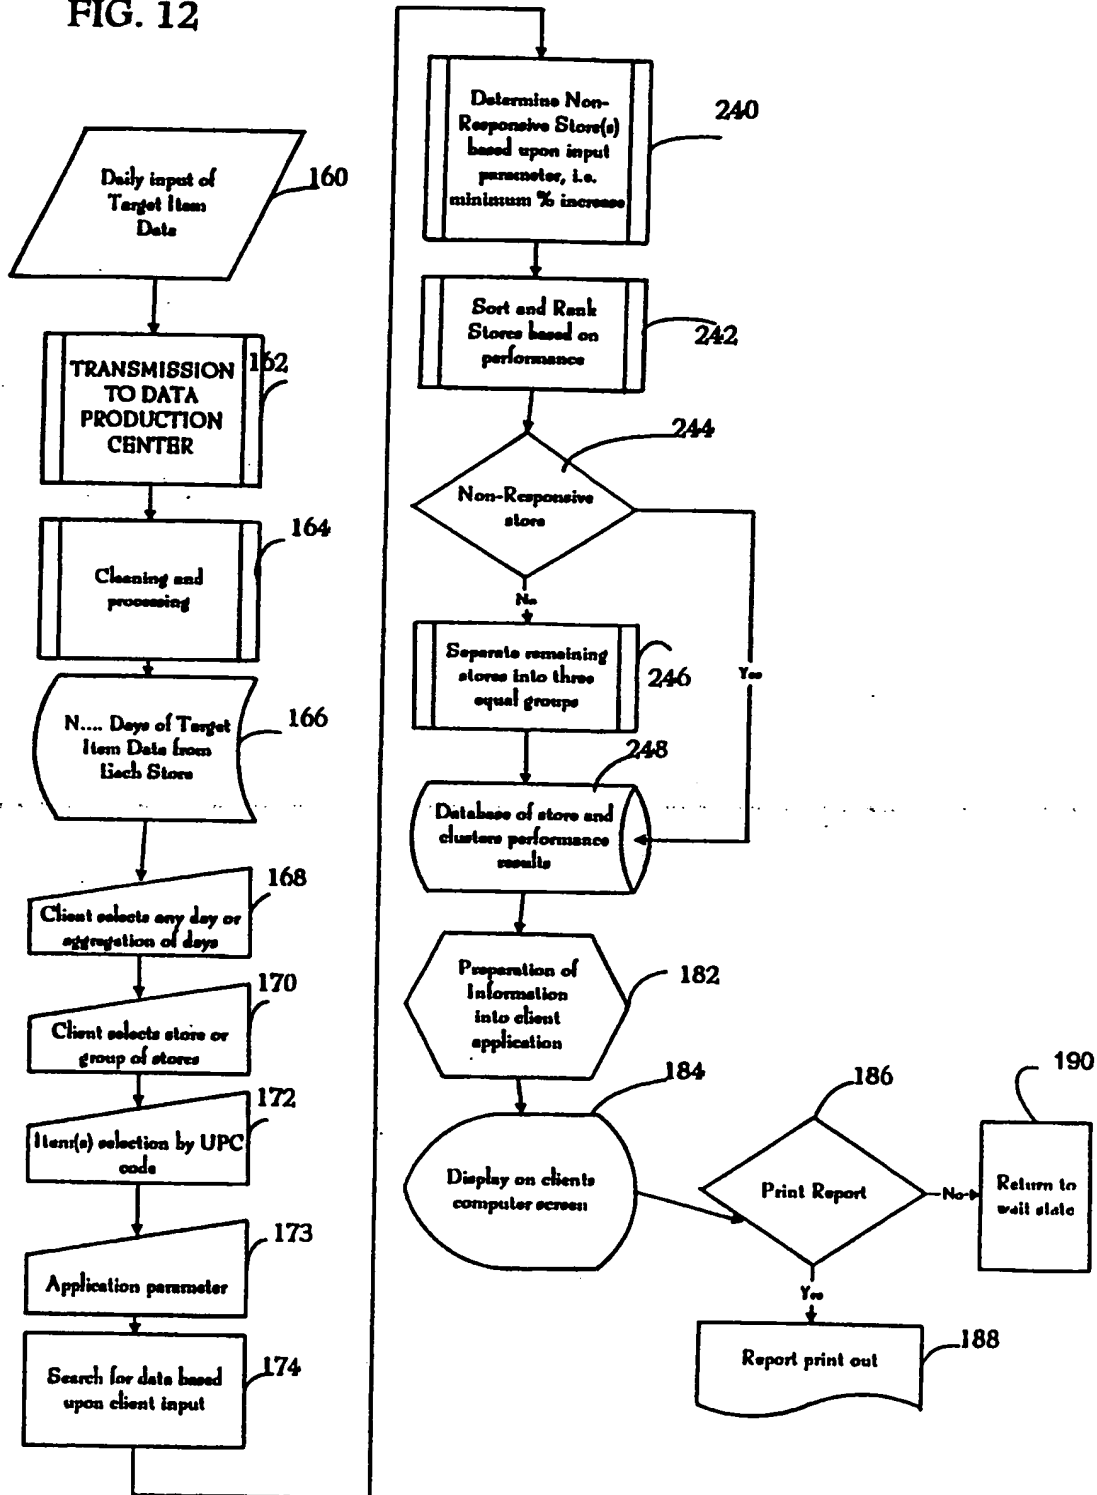 FIG. 12
Daily input of
Target Item
Data
160
TRANSMISSION
TO DATA
PRODUCTION
CENTER
162
Cleaning and
processing
164
N.... Days of Target
Item Data from
Each Store
166
Client selects any day or
aggregation of days
168
Client selects store or
group of stores
170
Item(s) selection by UPC
code
172
Application parameter
173
Search for data based
upon client input
174
Determine Non-
Responsive Store(s)
based upon input
parameter, i.e.
minimum % increase
240
Sort and Rank
Stores based on
performance
242
Non-Responsive
store
244
No
Yes
Separate remaining
stores into three
equal groups
246
Database of store and
clusters performance
results
248
Preparation of
Information
into client
application
182
Display on clients
computer screen
184
Print Report
186
No
Return to
wait state
190
Yes
Report print out
188